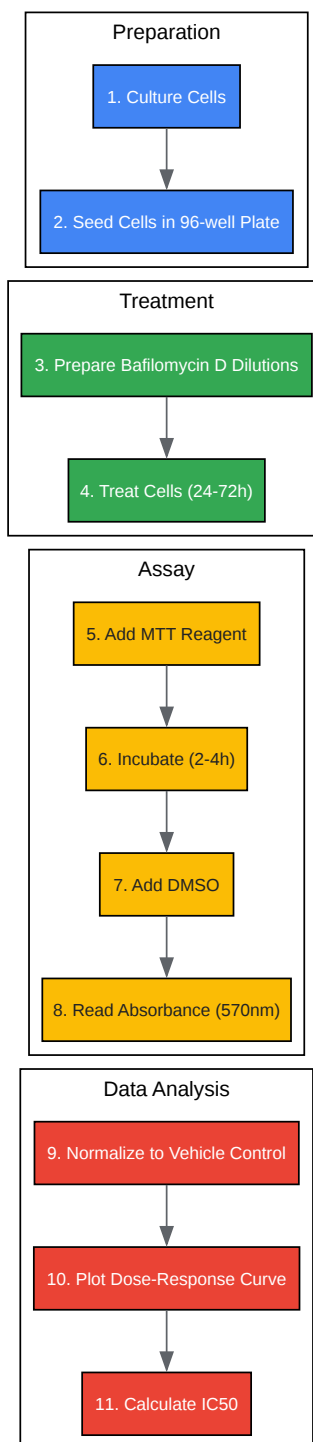 Preparation
1. Culture Cells
2. Seed Cells in 96-well Plate
Treatment
3. Prepare Bafilomycin D Dilutions
4. Treat Cells (24-72h)
Assay
5. Add MTT Reagent
6. Incubate (2-4h)
7. Add DMSO
8. Read Absorbance (570nm)
Data Analysis
9. Normalize to Vehicle Control
10. Plot Dose-Response Curve
11. Calculate IC50